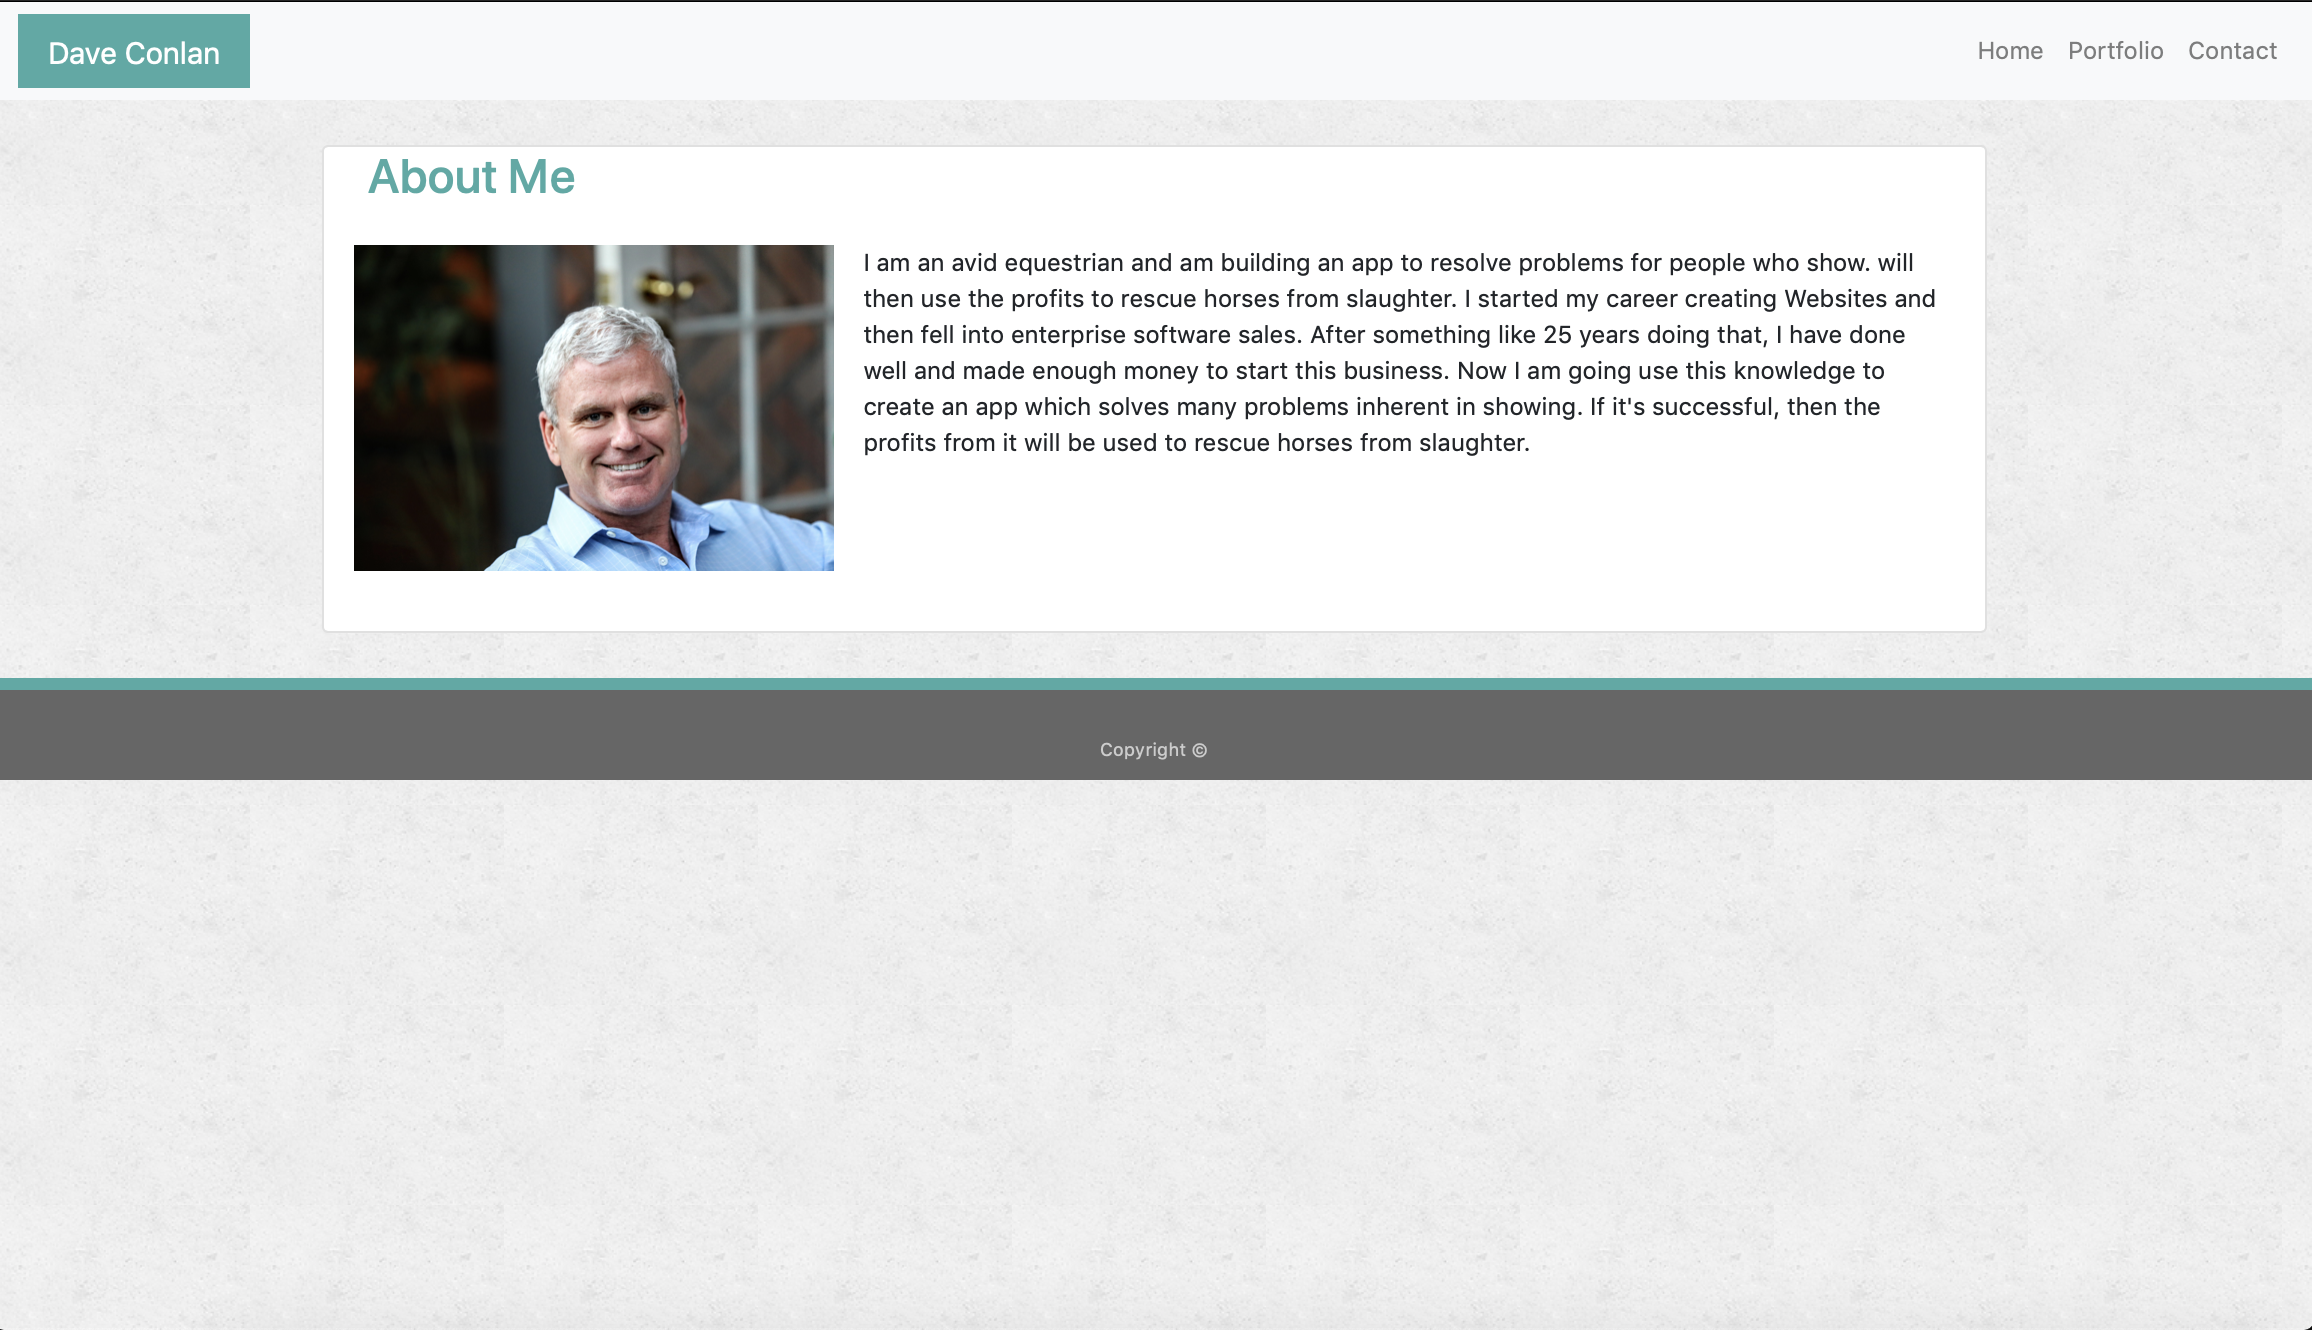 Dave Conlan
Home Portfolio Contact
About Me
I am an avid equestrian and am building an app to resolve problems for people who show. will
then use the profits to rescue horses from slaughter. I started my career creating Websites and
then fell into enterprise software sales. After something like 25 years doing that, I have done
well and made enough money to start this business. Now I am going use this knowledge to
create an app which solves many problems inherent in showing. If it's successful, then the
profits from it will be used to rescue horses from slaughter.
Copyright ©